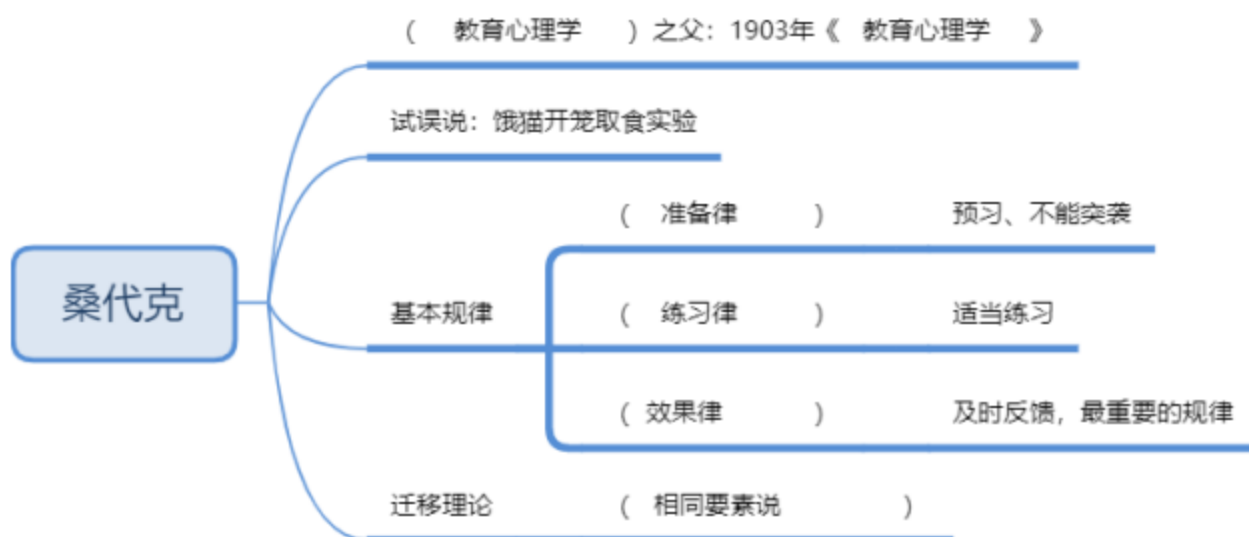 ( 教育心理学 ) 之父：1903年《 教育心理学 》
试误说：饿猫开笼取食实验
桑代克
基本规律
( 准备律 ) 预习、不能突袭
( 练习律 ) 适当练习
( 效果律 ) 及时反馈，最重要的规律
迁移理论 ( 相同要素说 )